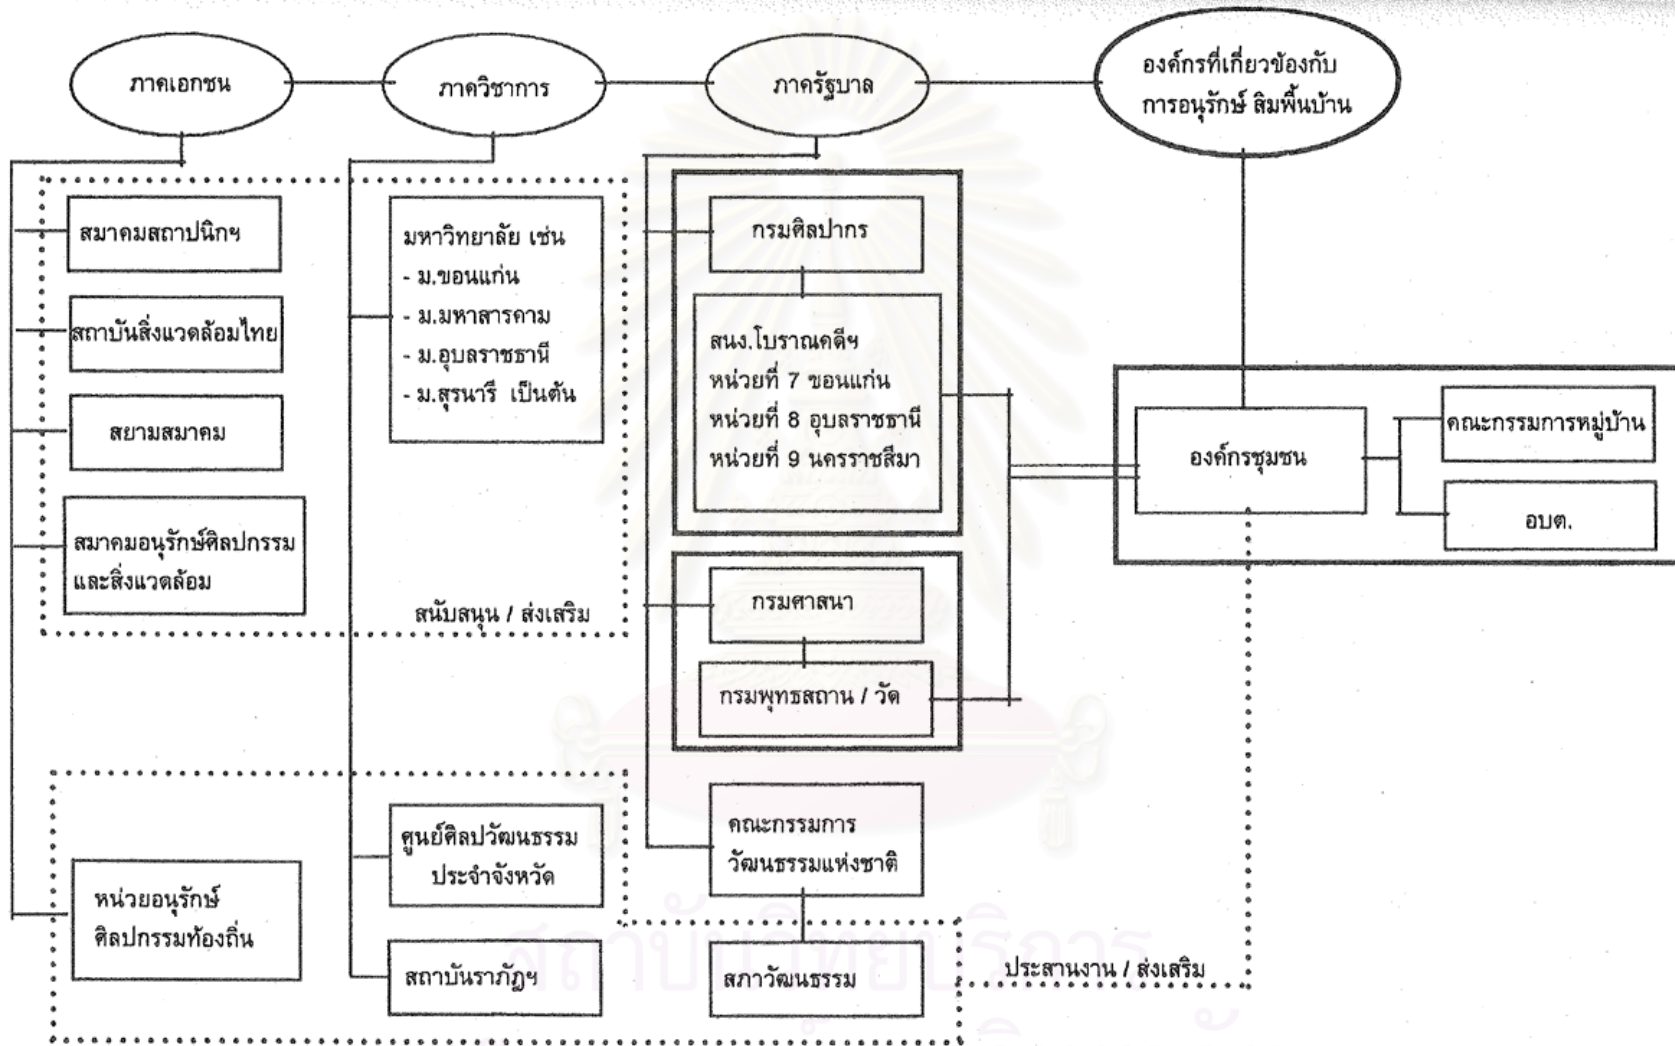 ภาคเอกชน
ภาควิชาการ
ภาครัฐบาล
องค์กรที่เกี่ยวข้องกับ
การอนุรักษ์ สิมพื้นบ้าน
สมาคมสถาปนิกฯ
สถาบันสิ่งแวดล้อมไทย
สยามสมาคม
สมาคมอนุรักษ์ศิลปกรรม
และสิ่งแวดล้อม
มหาวิทยาลัย เช่น
- ม.ขอนแก่น
- ม.มหาสารคาม
- ม.อุบลราชธานี
- ม.สุรนารี เป็นต้น
สนับสนุน / ส่งเสริม
กรมศิลปากร
สนง.โบราณคดีฯ
หน่วยที่ 7 ขอนแก่น
หน่วยที่ 8 อุบลราชธานี
หน่วยที่ 9 นครราชสีมา
กรมศาสนา
กรมพุทธสถาน / วัด
องค์กรชุมชน
คณะกรรมการหมู่บ้าน
อบต.
หน่วยอนุรักษ์
ศิลปกรรมท้องถิ่น
ศูนย์ศิลปวัฒนธรรม
ประจำจังหวัด
สถาบันราภัฏฯ
คณะกรรมการ
วัฒนธรรมแห่งชาติ
สภาวัฒนธรรม
ประสานงาน / ส่งเสริม
สถาบันวิทยบริการ